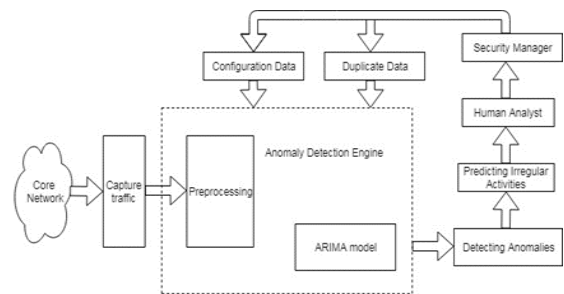 Security Manager
Configuration Data
Duplicate Data
Human Analyst
Anomaly Detection Engine
Core
Network
Capture
traffic
Preprocessing
Predicting Irregular
Activities
ARIMA model
Detecting Anomalies